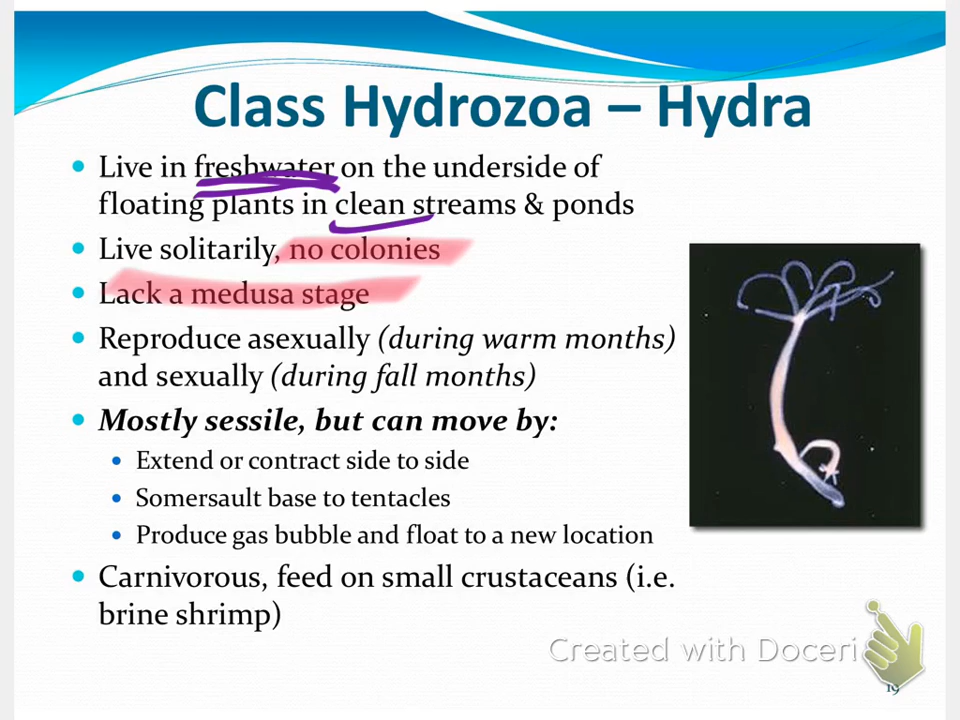 Class Hydrozoa – Hydra
Live in freshwater on the underside of
floating plants in clean streams & ponds
Live solitarily, no colonies
Lack a medusa stage
Reproduce asexually (during warm months)
and sexually (during fall months)
Mostly sessile, but can move by:
Extend or contract side to side
Somersault base to tentacles
Produce gas bubble and float to a new location
Carnivorous, feed on small crustaceans (i.e.
brine shrimp)
Created with Doceri
19